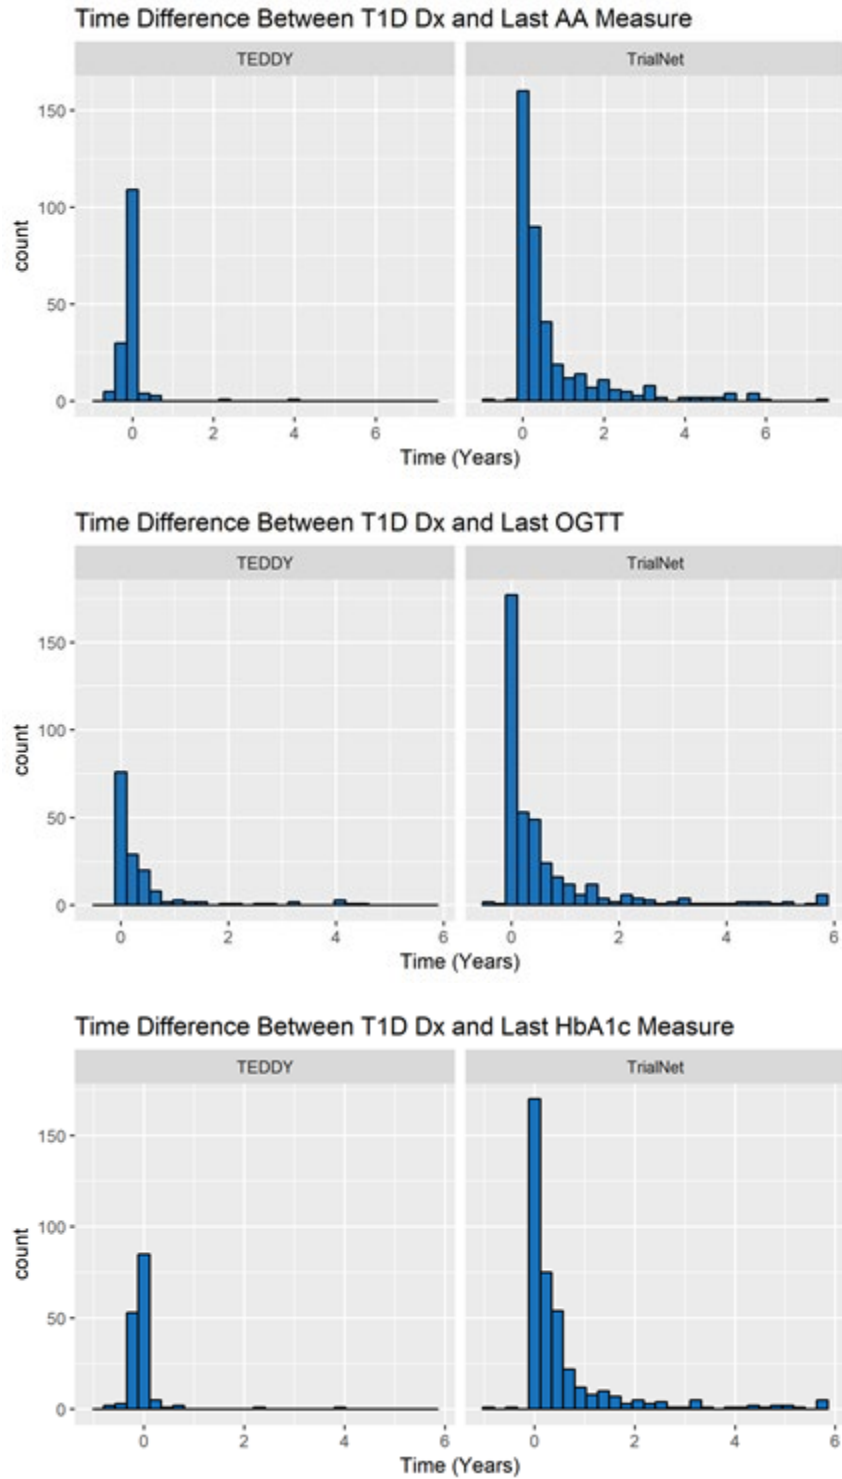 Time Difference Between T1D Dx and Last AA Measure
TEDDY TrialNet
150
100
50
0
count
0 2 4 6 0 2 4 6
Time (Years)
Time Difference Between T1D Dx and Last OGTT
TEDDY TrialNet
150
100
50
0
count
0 2 4 6 0 2 4 6
Time (Years)
Time Difference Between T1D Dx and Last HbA1c Measure
TEDDY TrialNet
150
100
50
0
count
0 2 4 6 0 2 4 6
Time (Years)